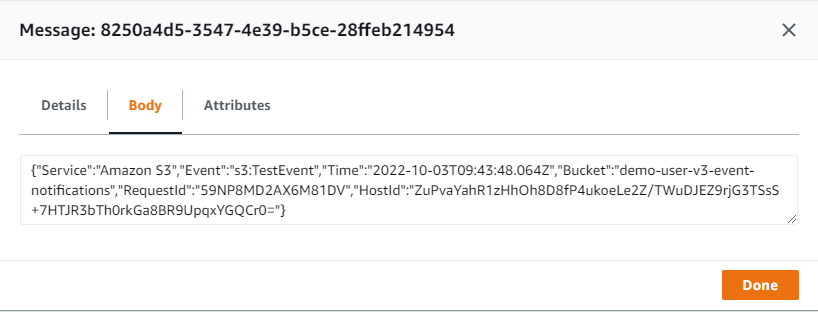 Message: 8250a4d5-3547-4e39-b5ce-28ffeb214954
Details Body Attributes
{"Service":"Amazon S3","Event":"s3:TestEvent","Time":"2022-10-03T09:43:48.064Z","Bucket":"demo-user-v3-event-
notifications","RequestId":"59NP8MD2AX6M81DV","HostId":"ZuPvaYahR1zHhOh8D8fP4ukoeLe2Z/TWuDJEZ9rjG3TSsS
+7HTJR3bTh0rkGa8BR9UpqxYGQCr0="}
Done